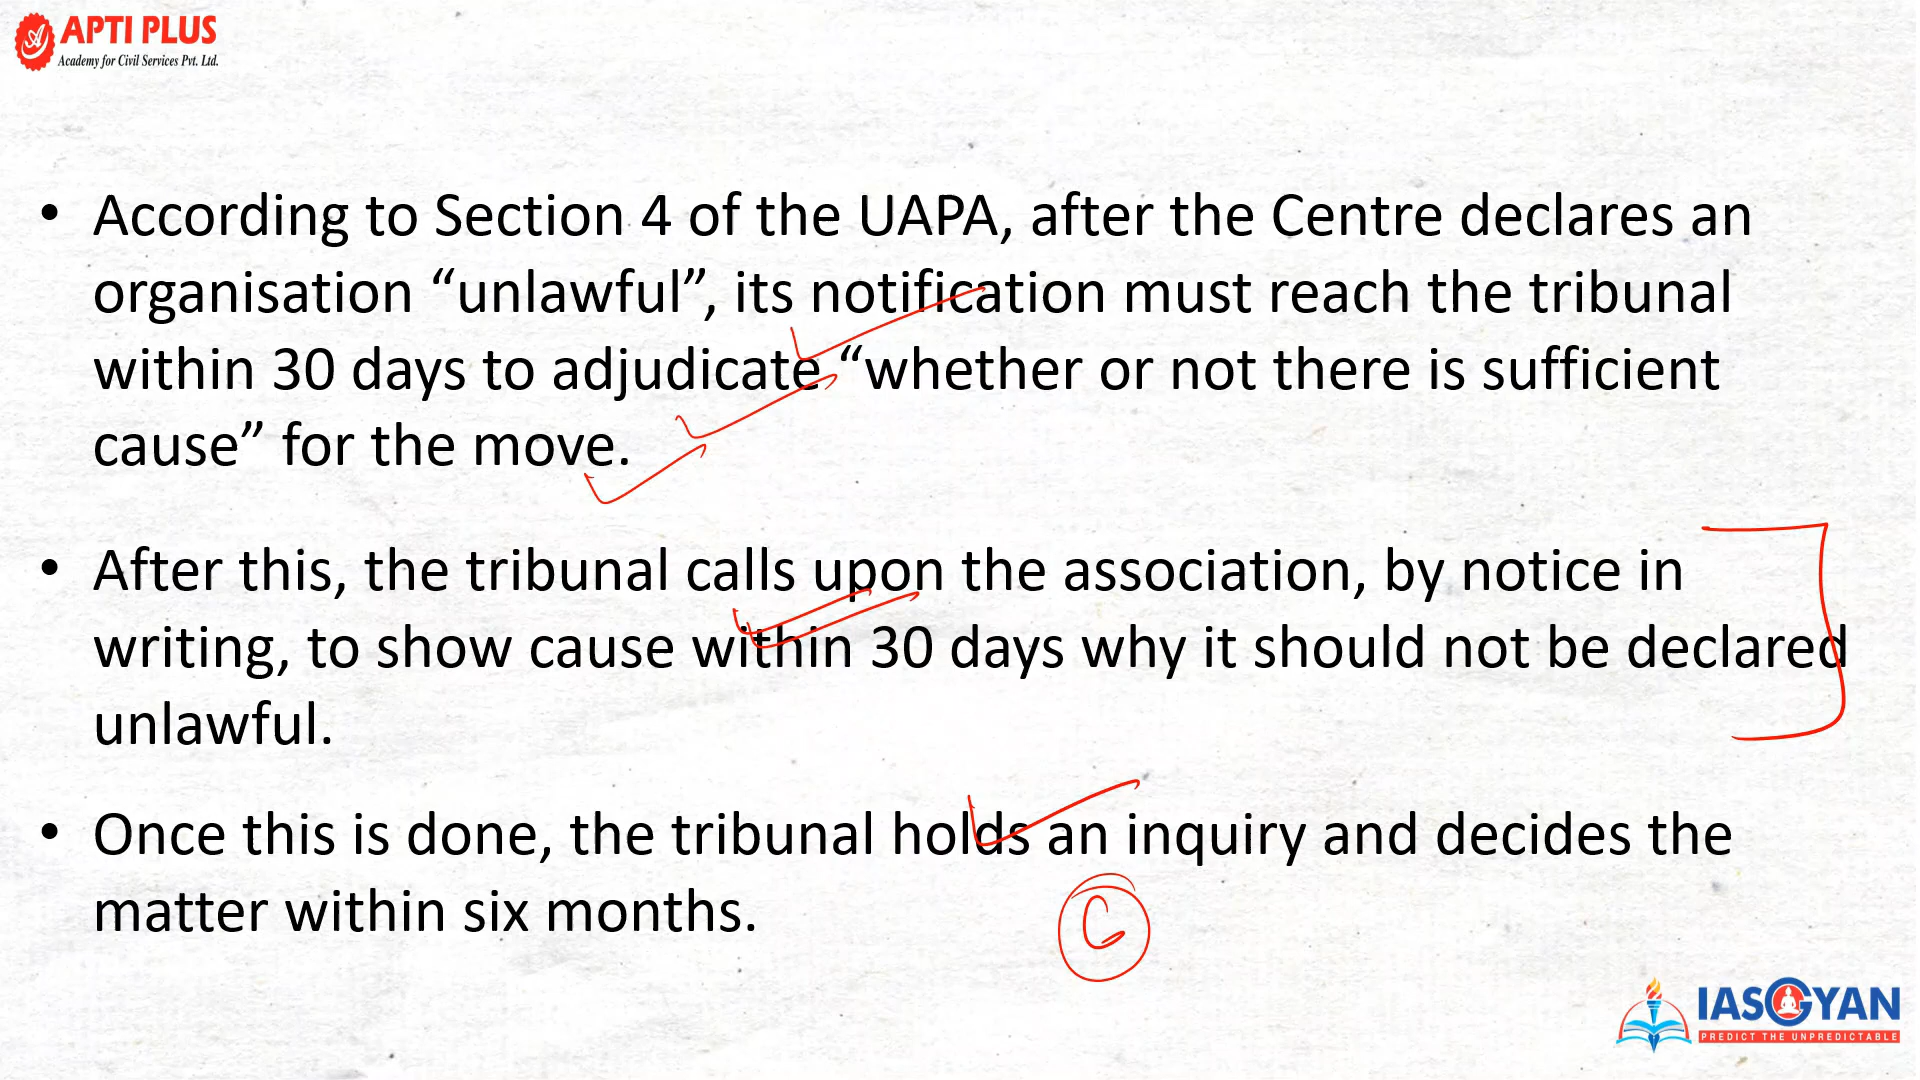 APTI PLUS
Academy for Civil Services Pvt. Ltd.
• According to Section 4 of the UAPA, after the Centre declares an
organisation “unlawful”, its notification must reach the tribunal
within 30 days to adjudicate “whether or not there is sufficient
cause” for the move.
• After this, the tribunal calls upon the association, by notice in
writing, to show cause within 30 days why it should not be declared
unlawful.
• Once this is done, the tribunal holds an inquiry and decides the
matter within six months.
C
IASGYAN
PREDICT THE UNPREDICTABLE